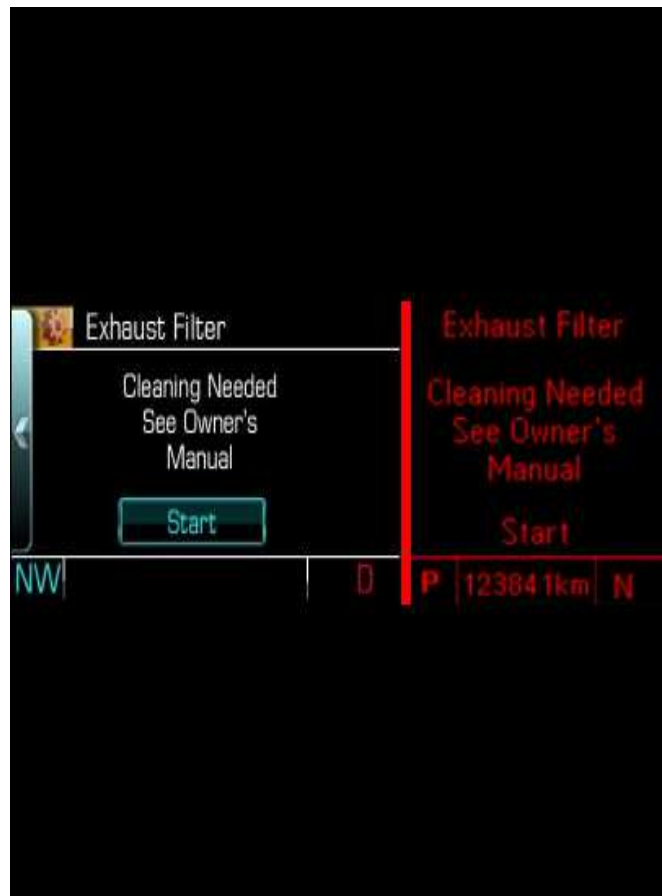 Exhaust Filter
Cleaning Needed
See Owner's
Manual
Start
NW
D
Exhaust Filter
Cleaning Needed
See Owner's
Manual
Start
P 123841km N